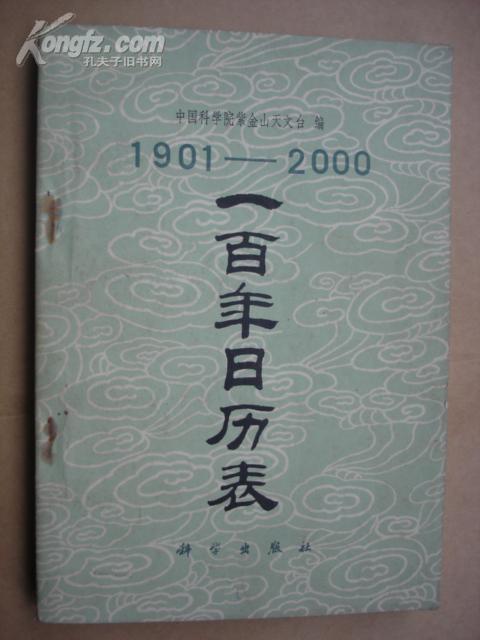 Kongfz.com
孔夫子旧书网
中国科学院紫金山天文台 编
1901—2000
一百年日历表
科学出版社